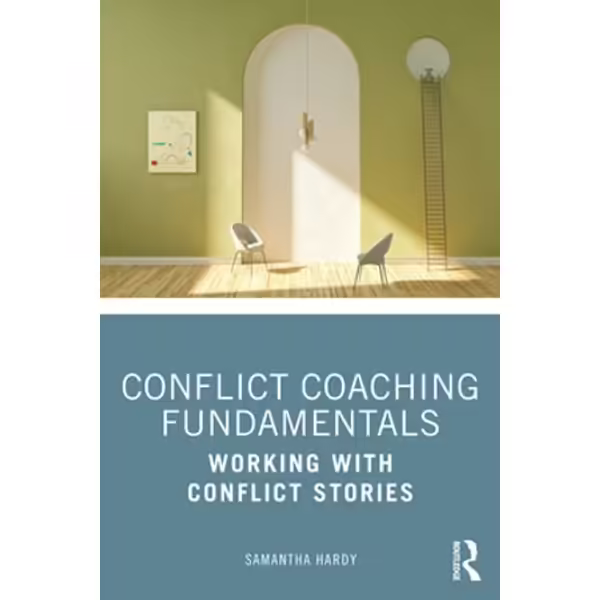 CONFLICT COACHING
FUNDAMENTALS
WORKING WITH
CONFLICT STORIES
SAMANTHA HARDY
ROUTLEDGE